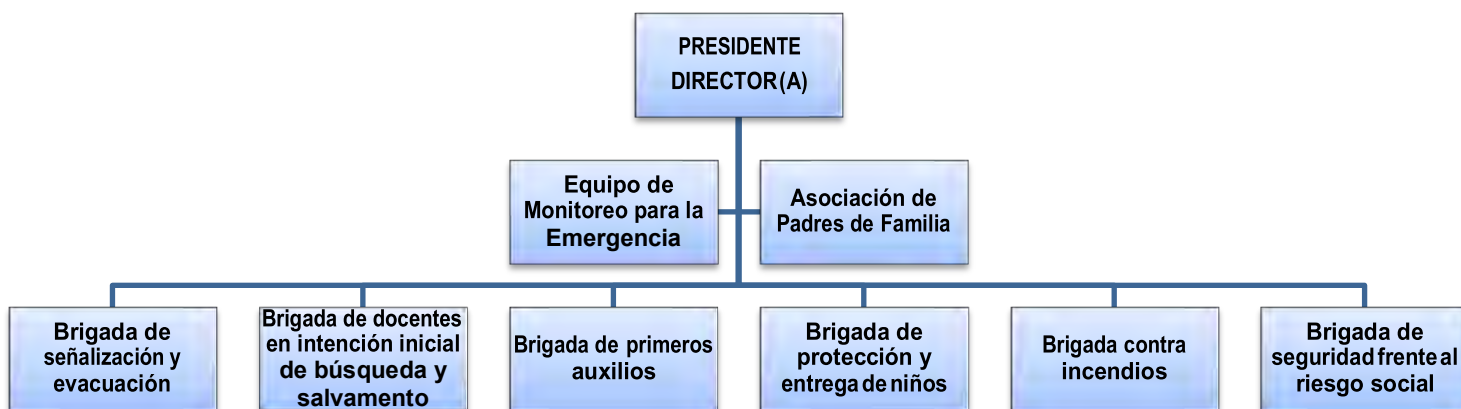 PRESIDENTE
DIRECTOR(A)
Equipo de
Monitoreo para la
Emergencia
Asociación de
Padres de Familia
Brigada de
señalización y
evacuación
Brigada de docentes
en intención inicial
de búsqueda y
salvamento
Brigada de primeros
auxilios
Brigada de
protección y
entrega de niños
Brigada contra
incendios
Brigada de
seguridad frente al
riesgo social